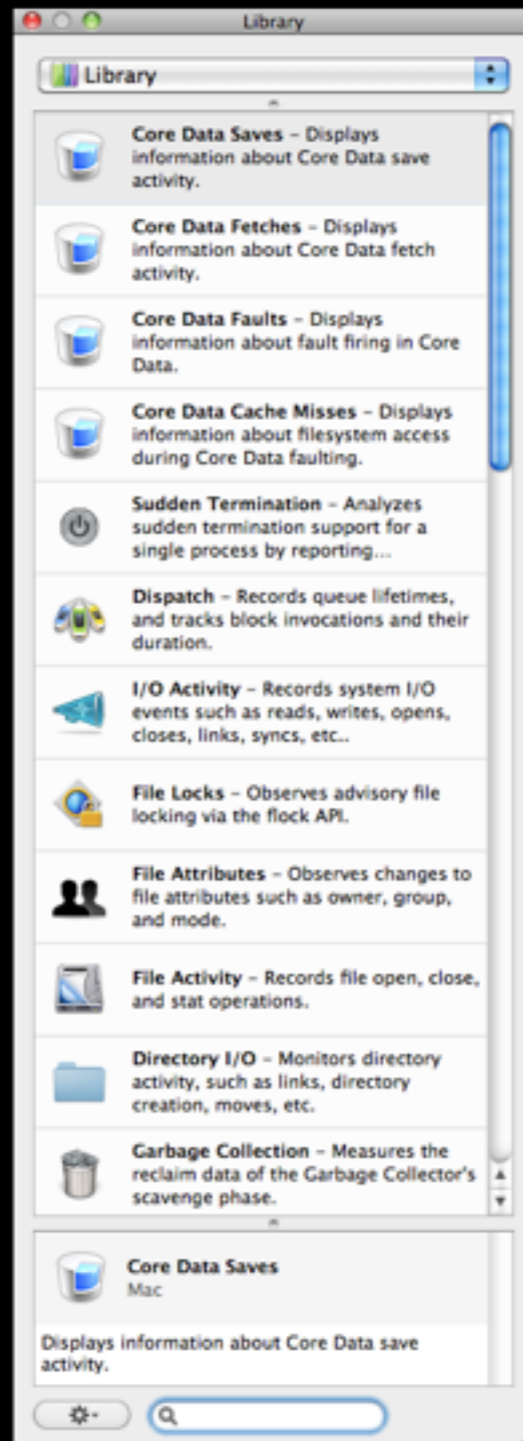 Library
Library
Core Data Saves – Displays
information about Core Data save
activity.
Core Data Fetches – Displays
information about Core Data fetch
activity.
Core Data Faults – Displays
information about fault firing in Core
Data.
Core Data Cache Misses – Displays
information about filesystem access
during Core Data faulting.
Sudden Termination – Analyzes
sudden termination support for a
single process by reporting...
Dispatch – Records queue lifetimes,
and tracks block invocations and their
duration.
I/O Activity – Records system I/O
events such as reads, writes, opens,
closes, links, syncs, etc..
File Locks – Observes advisory file
locking via the flock API.
File Attributes – Observes changes to
file attributes such as owner, group,
and mode.
File Activity – Records file open, close,
and stat operations.
Directory I/O – Monitors directory
activity, such as links, directory
creation, moves, etc.
Garbage Collection – Measures the
reclaim data of the Garbage Collector's
scavenge phase.
Core Data Saves
Mac
Displays information about Core Data save
activity.